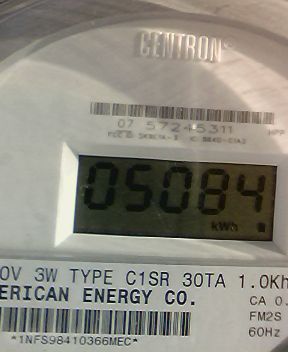 CENTRON®
07 57245311 HPP
05084
kWh
0V 3W TYPE C1SR 30TA 1.0Kh
ERICAN ENERGY CO. CA 0.
FM2S
*1NFS98410366MEC* 60Hz